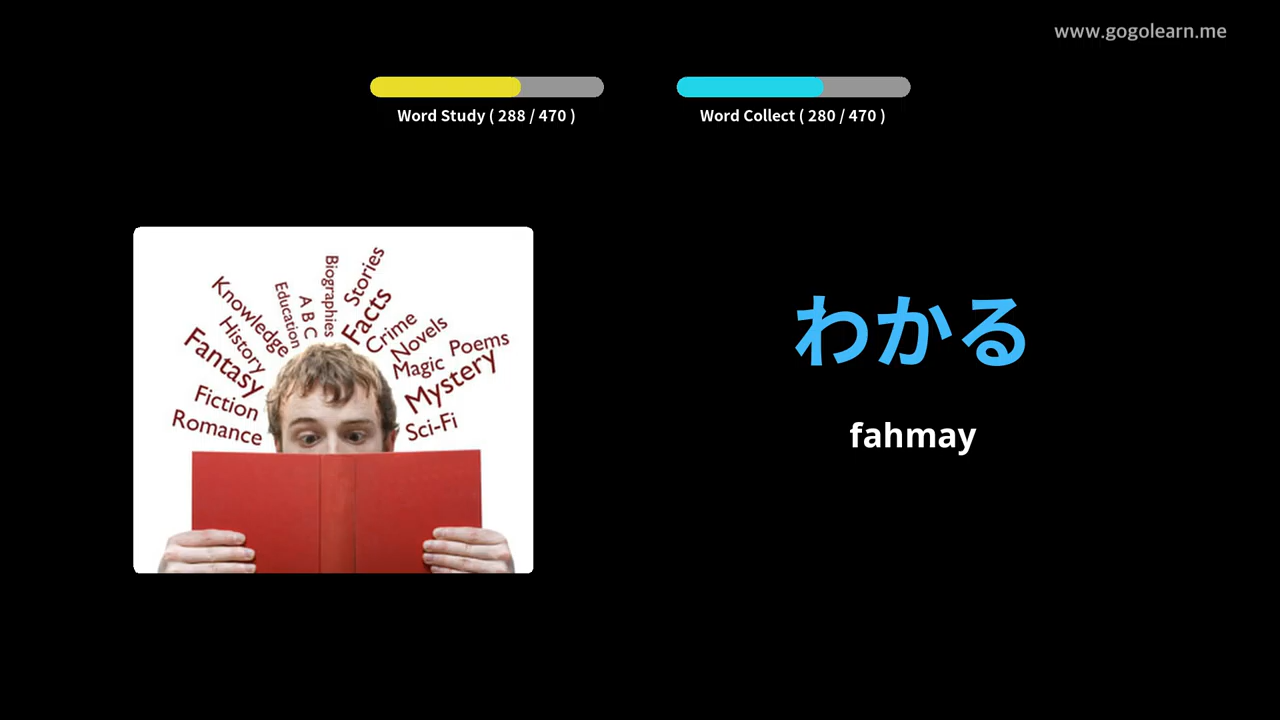 www.gogolearn.me
Word Study ( 288 / 470 )
Word Collect ( 280 / 470 )
Biographies
Stories
Knowledge
Education
A B C
Facts
History
Crime
Novels
Fantasy
Magic
Poems
Mystery
Fiction
Romance
Sci-Fi
わかる
fahmay